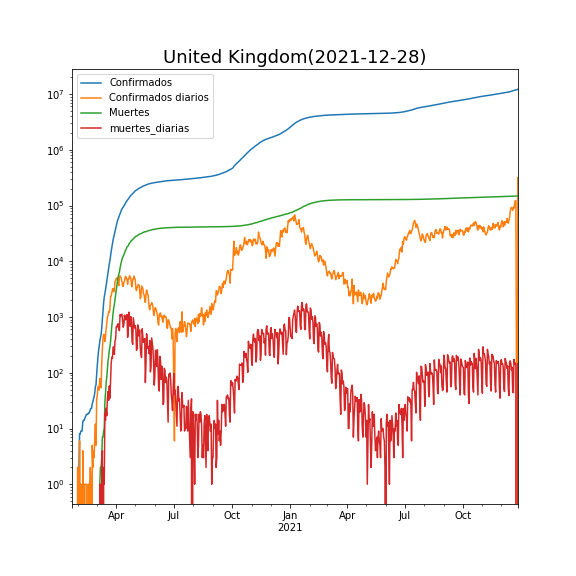 United Kingdom(2021-12-28)
Confirmados
Confirmados diarios
Muertes
muertes_diarias
10⁷
10⁶
10⁵
10⁴
10³
10²
10¹
10⁰
Apr Jul Oct Jan Apr Jul Oct
2021